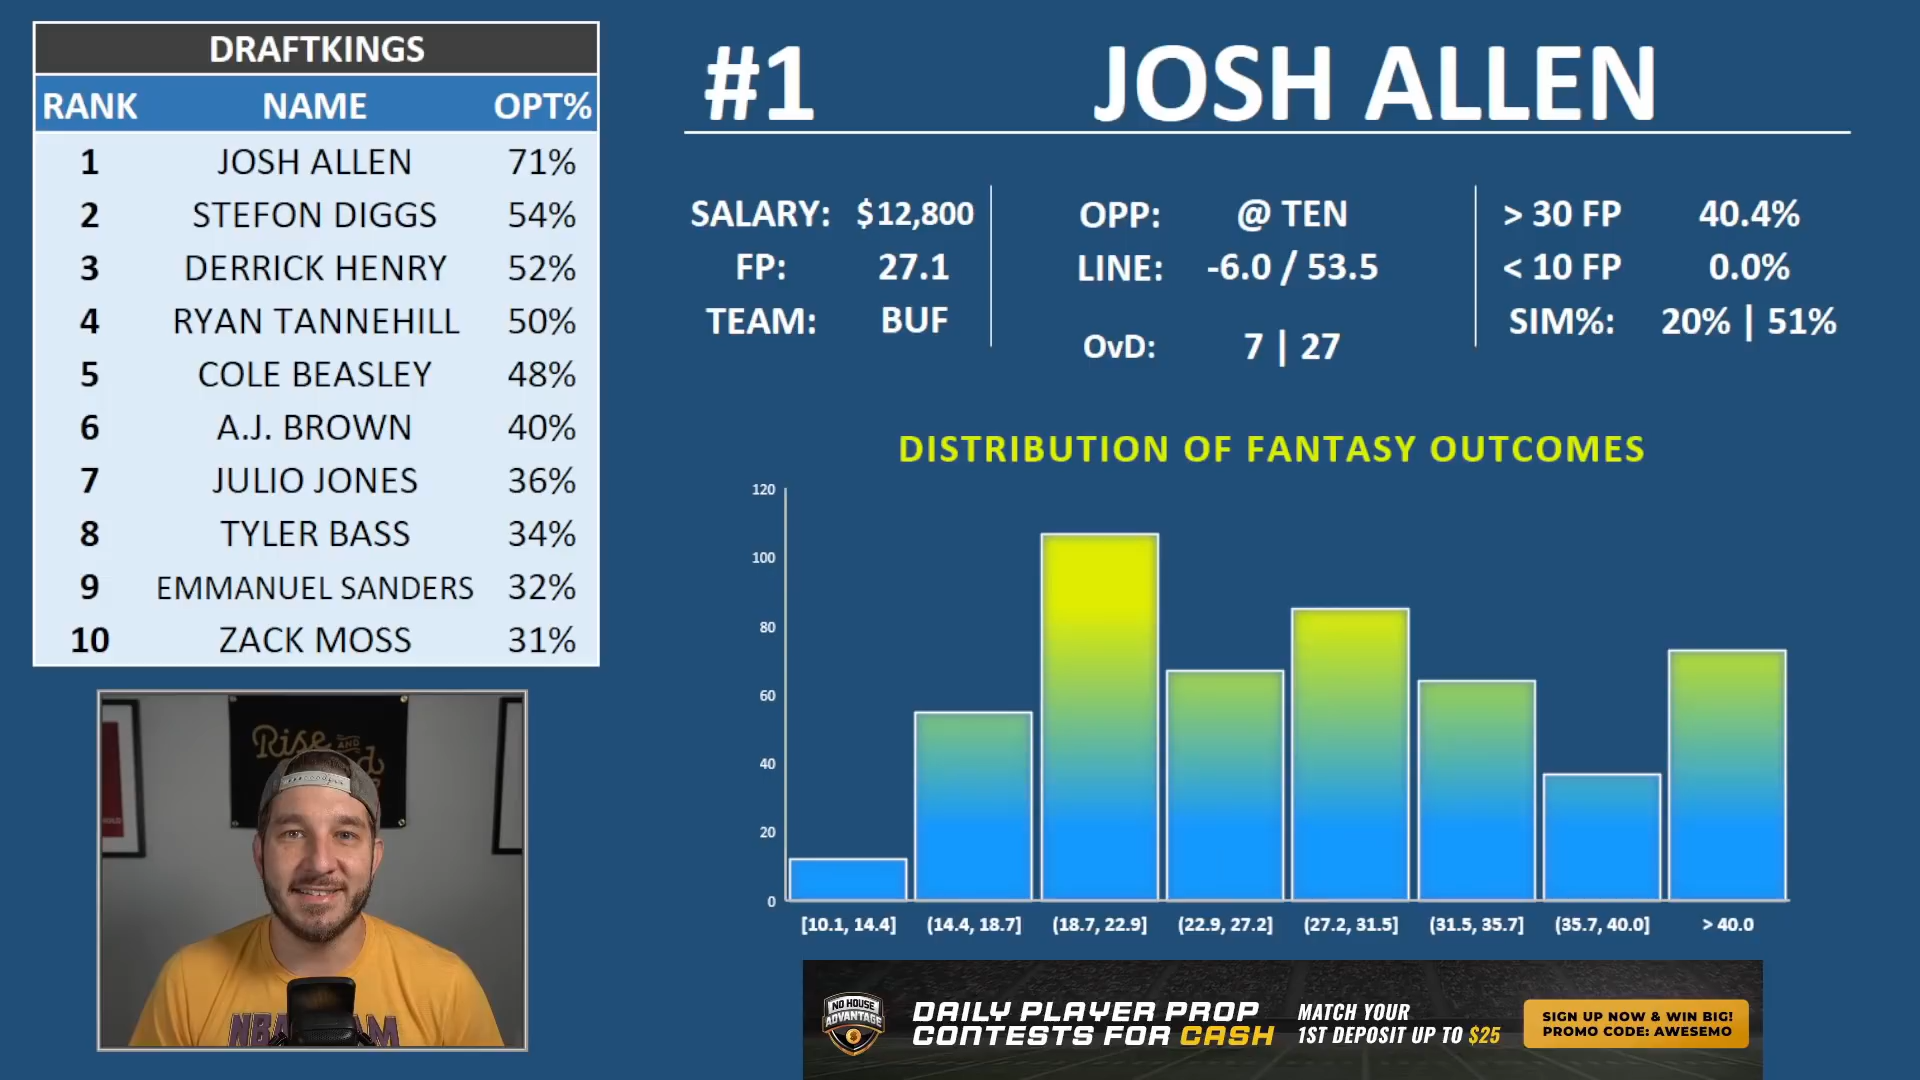 DRAFTKINGS
RANK NAME OPT%
1 JOSH ALLEN 71%
2 STEFON DIGGS 54%
3 DERRICK HENRY 52%
4 RYAN TANNEHILL 50%
5 COLE BEASLEY 48%
6 A.J. BROWN 40%
7 JULIO JONES 36%
8 TYLER BASS 34%
9 EMMANUEL SANDERS 32%
10 ZACK MOSS 31%
#1 JOSH ALLEN
SALARY: $12,800
FP: 27.1
TEAM: BUF
OPP: @ TEN
LINE: -6.0 / 53.5
OvD: 7 | 27
> 30 FP 40.4%
< 10 FP 0.0%
SIM%: 20% | 51%
DISTRIBUTION OF FANTASY OUTCOMES
120
100
80
60
40
20
0
[10.1, 14.4] (14.4, 18.7] (18.7, 22.9] (22.9, 27.2] (27.2, 31.5] (31.5, 35.7] (35.7, 40.0] > 40.0
Rise AND
NBA
NO HOUSE
ADVANTAGE
DAILY PLAYER PROP
CONTESTS FOR CASH
MATCH YOUR
1ST DEPOSIT UP TO $25
SIGN UP NOW & WIN BIG!
PROMO CODE: AWESEMO